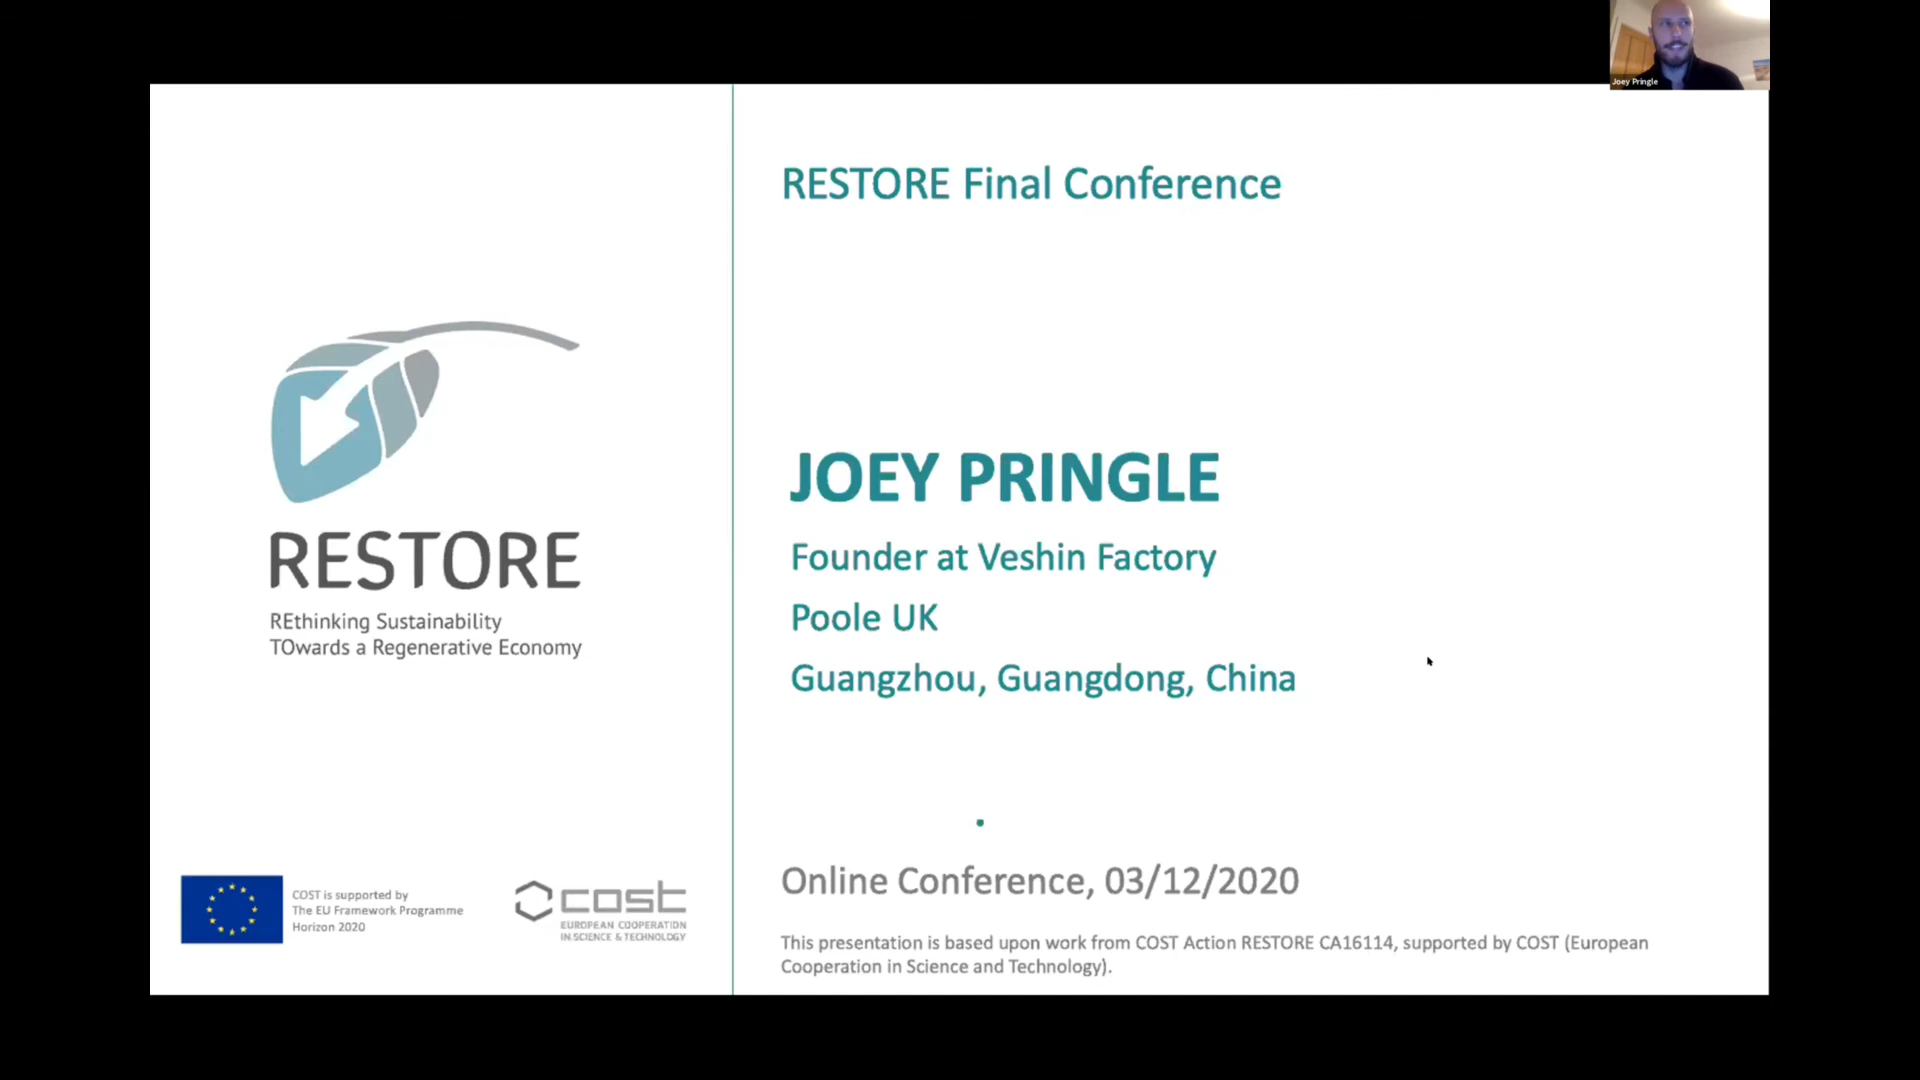 Joey Pringle
RESTORE Final Conference
JOEY PRINGLE
Founder at Veshin Factory
Poole UK
Guangzhou, Guangdong, China
RESTORE
REthinking Sustainability
TOwards a Regenerative Economy
COST is supported by
The EU Framework Programme
Horizon 2020
cost
EUROPEAN COOPERATION
IN SCIENCE & TECHNOLOGY
Online Conference, 03/12/2020
This presentation is based upon work from COST Action RESTORE CA16114, supported by COST (European
Cooperation in Science and Technology).